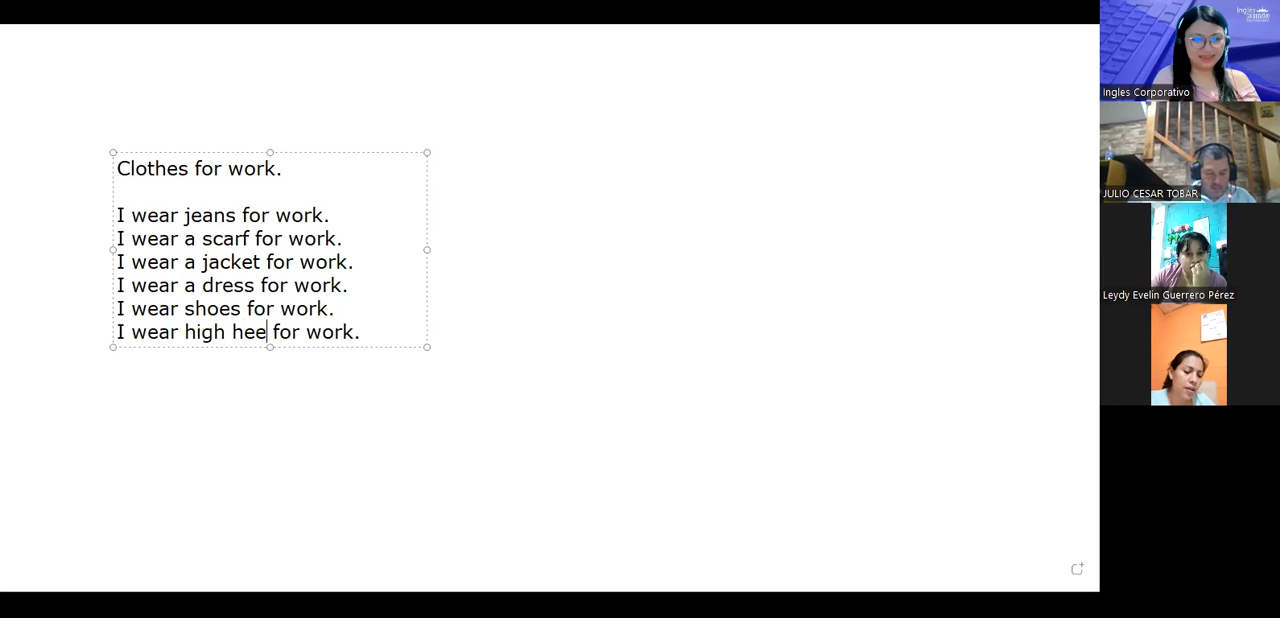 Clothes for work.
I wear jeans for work.
I wear a scarf for work.
I wear a jacket for work.
I wear a dress for work.
I wear shoes for work.
I wear high hee for work.
Ingles Corporativo
JULIO CESAR TOBAR
Leydy Evelin Guerrero Pérez